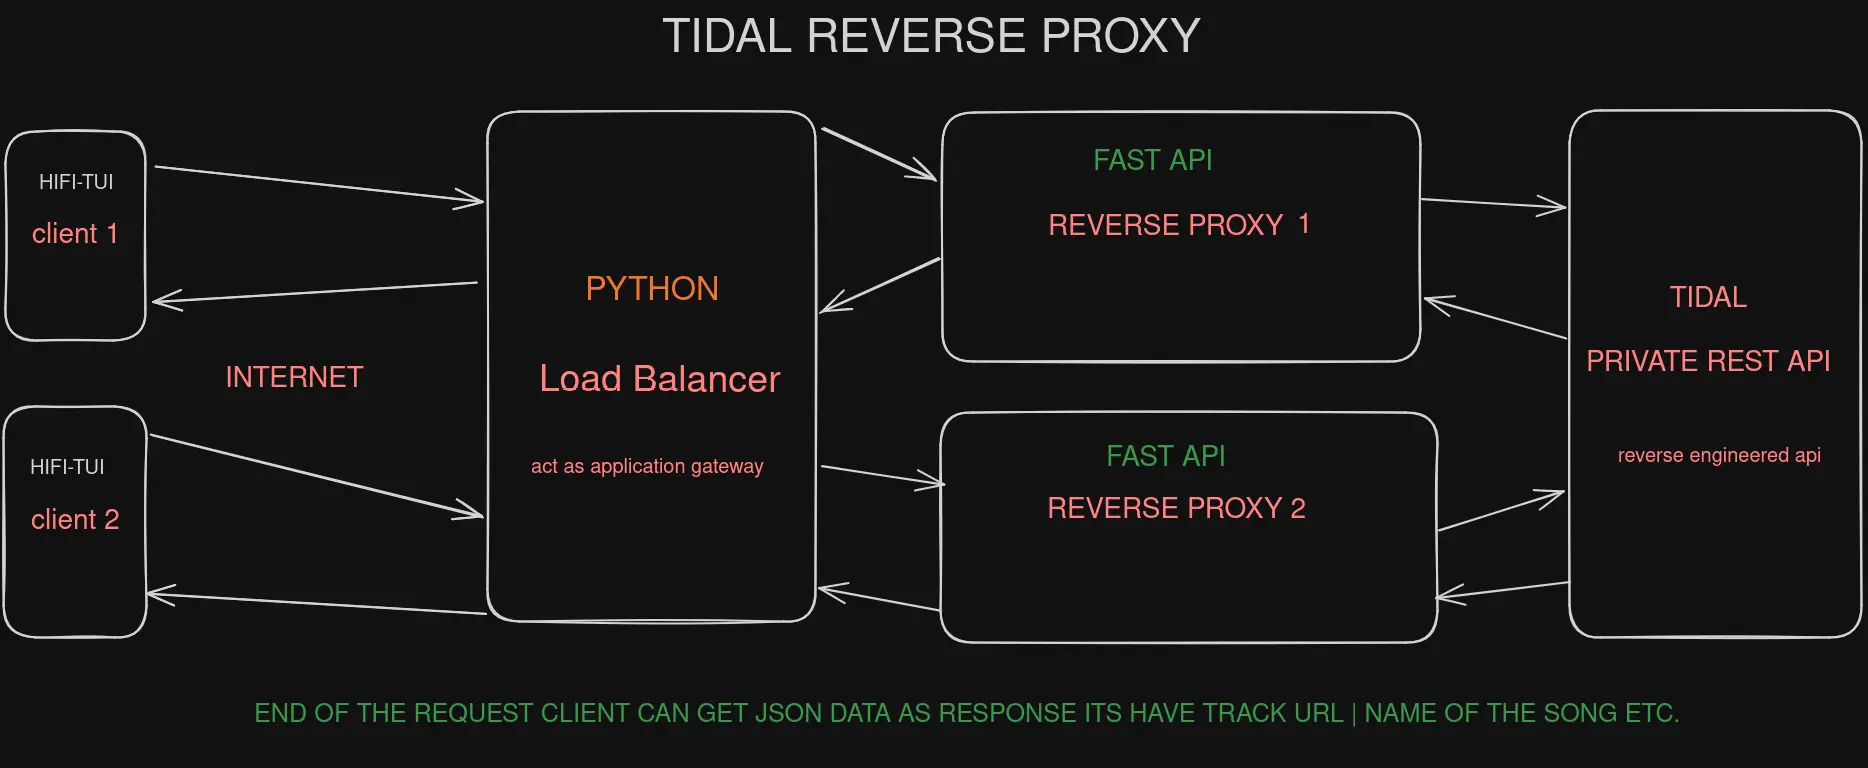 TIDAL REVERSE PROXY
HIFI-TUI
client 1
INTERNET
HIFI-TUI
client 2
PYTHON
Load Balancer
act as application gateway
FAST API
REVERSE PROXY 1
FAST API
REVERSE PROXY 2
TIDAL
PRIVATE REST API
reverse engineered api
END OF THE REQUEST CLIENT CAN GET JSON DATA AS RESPONSE ITS HAVE TRACK URL | NAME OF THE SONG ETC.